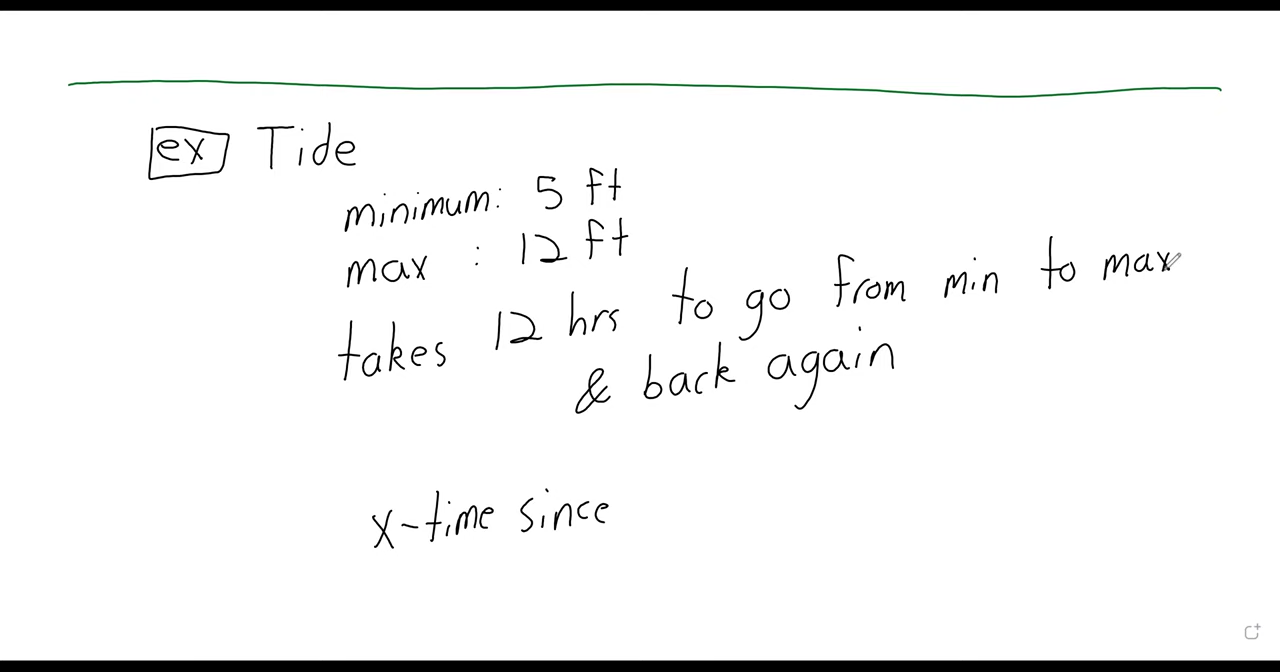 ex Tide
minimum: 5 ft
max : 12 ft
takes 12 hrs to go from min to max
& back again
x-time since